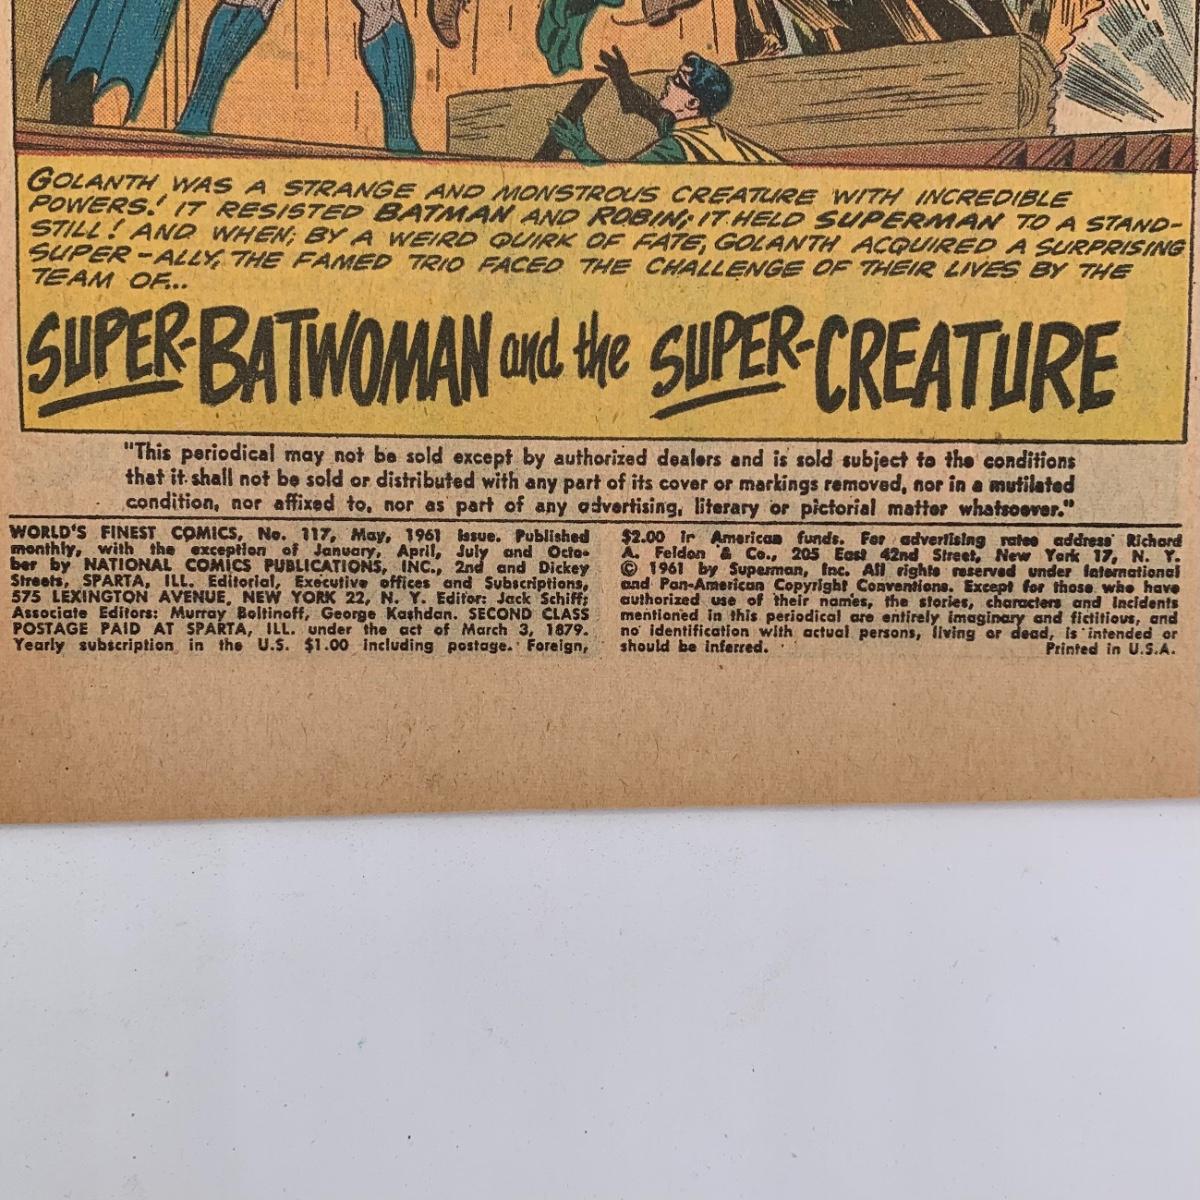 GOLANTH WAS A STRANGE AND MONSTROUS CREATURE WITH INCREDIBLE
POWERS! IT RESISTED BATMAN AND ROBIN; IT HELD SUPERMAN TO A STAND-
STILL! AND WHEN, BY A WEIRD QUIRK OF FATE, GOLANTH ACQUIRED A SURPRISING
SUPER-ALLY, THE FAMED TRIO FACED THE CHALLENGE OF THEIR LIVES BY THE
TEAM OF...
SUPER-BATWOMAN and the SUPER-CREATURE
"This periodical may not be sold except by authorized dealers and is sold subject to the conditions
that it shall not be sold or distributed with any part of its cover or markings removed, nor in a mutilated
condition, nor affixed to, nor as part of any advertising, literary or pictorial matter whatsoever."
WORLD'S FINEST COMICS, No. 117, May, 1961 issue. Published
monthly, with the exception of January, April, July and Octo-
ber by NATIONAL COMICS PUBLICATIONS, INC., 2nd and Dickey
Streets, SPARTA, ILL. Editorial, Executive offices and Subscriptions,
575 LEXINGTON AVENUE, NEW YORK 22, N. Y. Editor: Jack Schiff;
Associate Editors: Murray Boltinoff, George Kashdan. SECOND CLASS
POSTAGE PAID AT SPARTA, ILL. under the act of March 3, 1879.
Yearly subscription in the U.S. $1.00 including postage. Foreign,
$2.00 in American funds. For advertising rates address Richard
A. Feldon & Co., 205 East 42nd Street, New York 17, N. Y.
© 1961 by Superman, Inc. All rights reserved under International
and Pan-American Copyright Conventions. Except for those who have
authorized use of their names, the stories, characters and incidents
mentioned in this periodical are entirely imaginary and fictitious, and
no identification with actual persons, living or dead, is intended or
should be inferred. Printed in U.S.A.